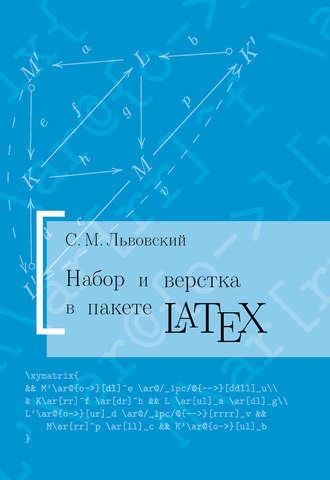 M' a L b K'
e f g p
K h M v
d c
L'
С. М. Львовский
Набор и верстка
в пакете LATEX
\xymatrix{
&& M'\ar@{o->}[dl]^e \ar@/_1pc/@{-->}[ddll]_u\\
& K\ar[rr]^f \ar[dr]^h && L \ar[ul]_a \ar[dl]_g\\
L'\ar@{o->}[ur]_d \ar@/_1pc/@{-->}[rrrr]_v &&
M\ar[rr]^p \ar[ll]_c && K'\ar@{o->}[ul]_b
}